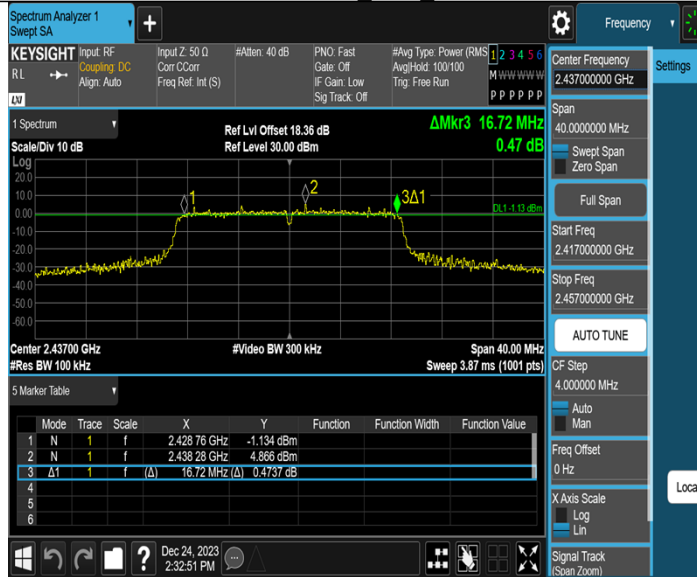 Spectrum Analyzer 1
Swept SA
Frequency
KEYSIGHT
RL
LXI
Input: RF
Coupling: DC
Align: Auto
Input Z: 50 Ω
Corr CCorr
Freq Ref: Int (S)
#Atten: 40 dB
PNO: Fast
Gate: Off
IF Gain: Low
Sig Track: Off
#Avg Type: Power (RMS
Avg|Hold: 100/100
Trig: Free Run
1 2 3 4 5 6
M W W W W W
P P P P P P
Center Frequency
2.437000000 GHz
Settings
1 Spectrum
Scale/Div 10 dB
Ref Lvl Offset 18.36 dB
Ref Level 30.00 dBm
ΔMkr3 16.72 MHz
0.47 dB
Span
40.0000000 MHz
Swept Span
Zero Span
Full Span
Log
20.0
10.0
0.00
-10.0
-20.0
-30.0
-40.0
-50.0
-60.0
1
2
3Δ1
DL1 -1.13 dBm
Start Freq
2.417000000 GHz
Stop Freq
2.457000000 GHz
AUTO TUNE
Center 2.43700 GHz
#Res BW 100 kHz
#Video BW 300 kHz
Span 40.00 MHz
Sweep 3.87 ms (1001 pts)
CF Step
4.000000 MHz
Auto
Man
5 Marker Table
Mode Trace Scale X Y Function Function Width Function Value
1 N 1 f 2.428 76 GHz -1.134 dBm
2 N 1 f 2.438 28 GHz 4.866 dBm
3 Δ1 1 f (Δ) 16.72 MHz (Δ) 0.4737 dB
4
5
6
Freq Offset
0 Hz
X Axis Scale
Log
Lin
Loca
Signal Track
(Span Zoom)
?
Dec 24, 2023
2:32:51 PM